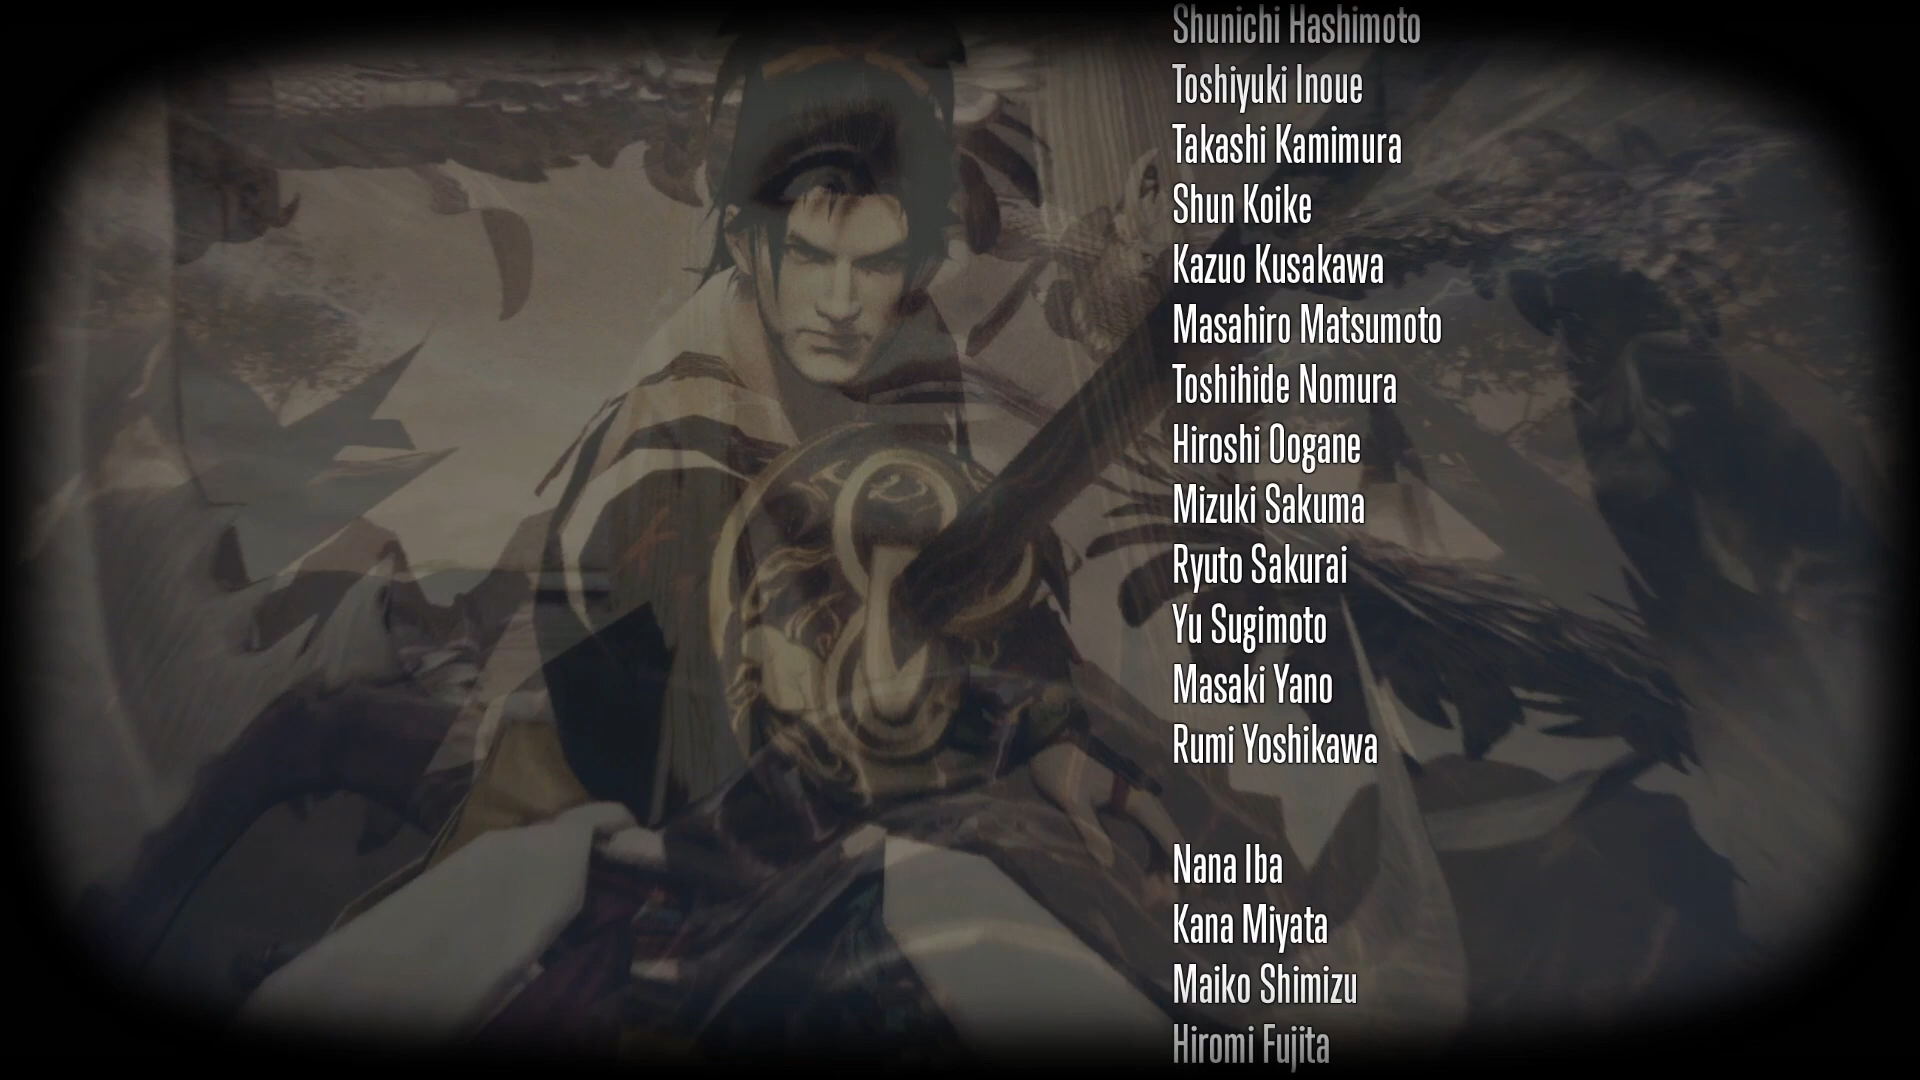 Shunichi Hashimoto
Toshiyuki Inoue
Takashi Kamimura
Shun Koike
Kazuo Kusakawa
Masahiro Matsumoto
Toshihide Nomura
Hiroshi Oogane
Mizuki Sakuma
Ryuto Sakurai
Yu Sugimoto
Masaki Yano
Rumi Yoshikawa
Nana Iba
Kana Miyata
Maiko Shimizu
Hiromi Fujita